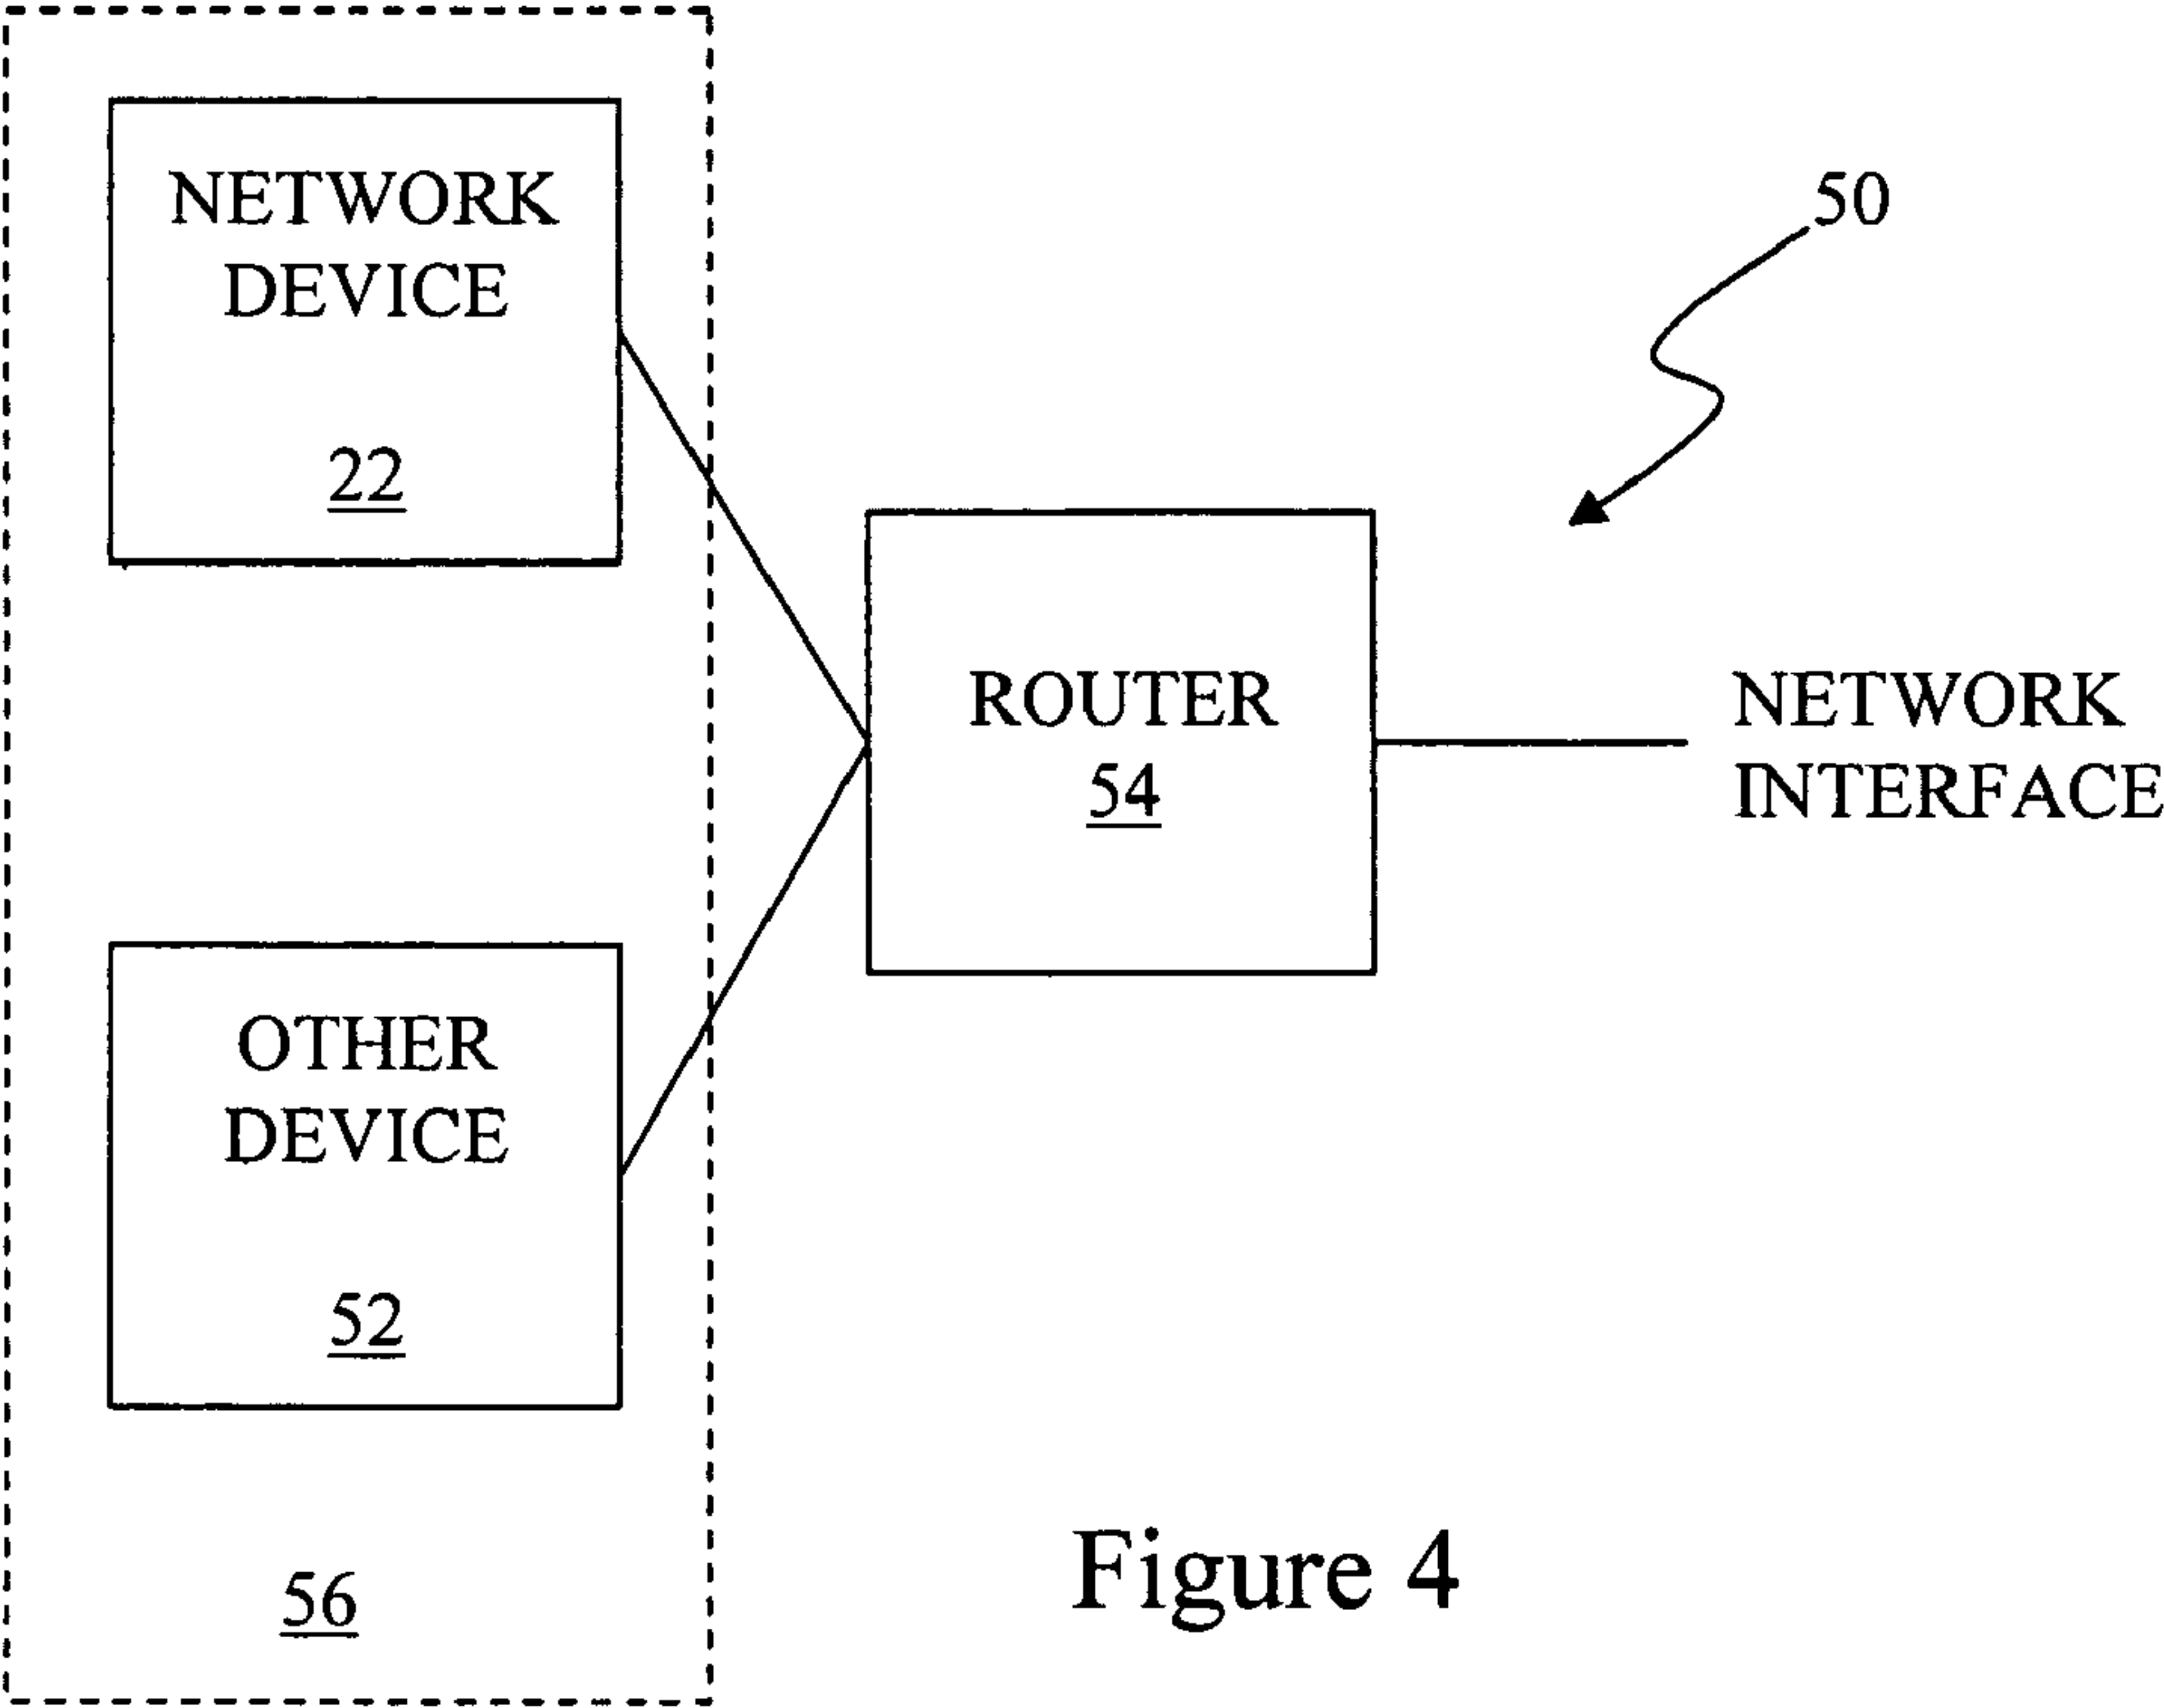 NETWORK
DEVICE
22
50
ROUTER
54
NETWORK
INTERFACE
OTHER
DEVICE
52
56
Figure 4